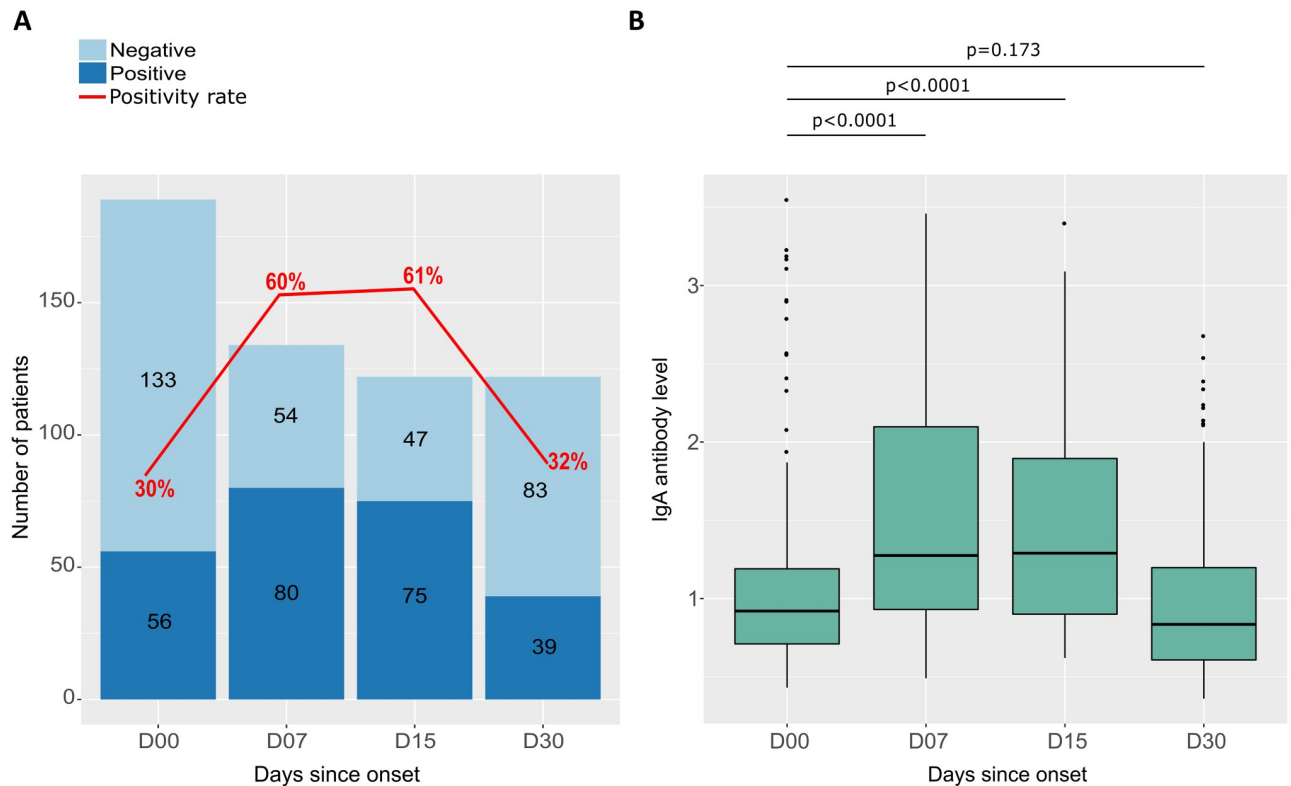 A
Negative
Positive
Positivity rate
Number of patients
150
100
50
0
133
54
47
83
56
80
75
39
30%
60%
61%
32%
D00 D07 D15 D30
Days since onset
B
p=0.173
p<0.0001
p<0.0001
IgA antibody level
3
2
1
D00 D07 D15 D30
Days since onset